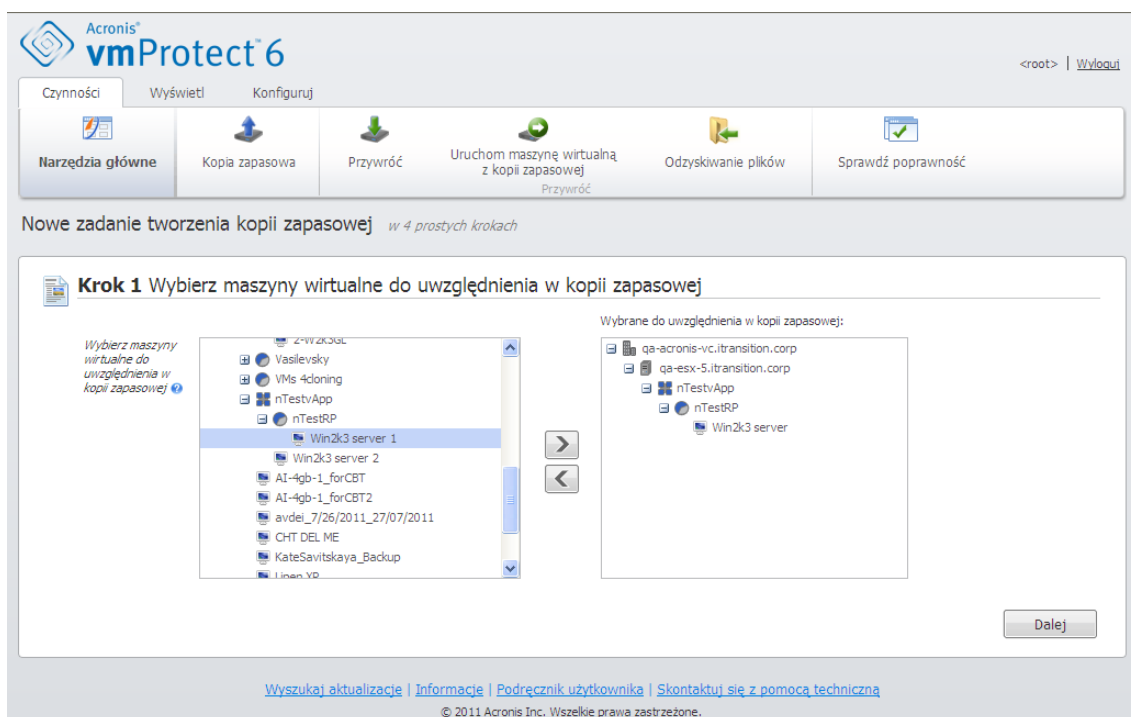 Acronis®
vmProtect™ 6
<root> | Wyloguj
Czynności Wyświetl Konfiguruj
Narzędzia główne
Kopia zapasowa
Przywróć
Uruchom maszynę wirtualną
z kopii zapasowej
Odzyskiwanie plików
Sprawdź poprawność
Przywróć
Nowe zadanie tworzenia kopii zapasowej w 4 prostych krokach
Krok 1 Wybierz maszyny wirtualne do uwzględnienia w kopii zapasowej
Wybierz maszyny
wirtualne do
uwzględnienia w
kopii zapasowej
2-W2K3GL
Vasilevsky
VMs 4cloning
nTestvApp
nTestRP
Win2k3 server 1
Win2k3 server 2
AI-4gb-1_forCBT
AI-4gb-1_forCBT2
avdei_7/26/2011_27/07/2011
CHT DEL ME
KateSavitskaya_Backup
Linen XP
Wybrane do uwzględnienia w kopii zapasowej:
qa-acronis-vc.itransition.corp
qa-esx-5.itransition.corp
nTestvApp
nTestRP
Win2k3 server
Dalej
Wyszukaj aktualizacje | Informacje | Podręcznik użytkownika | Skontaktuj się z pomocą techniczną
© 2011 Acronis Inc. Wszelkie prawa zastrzeżone.